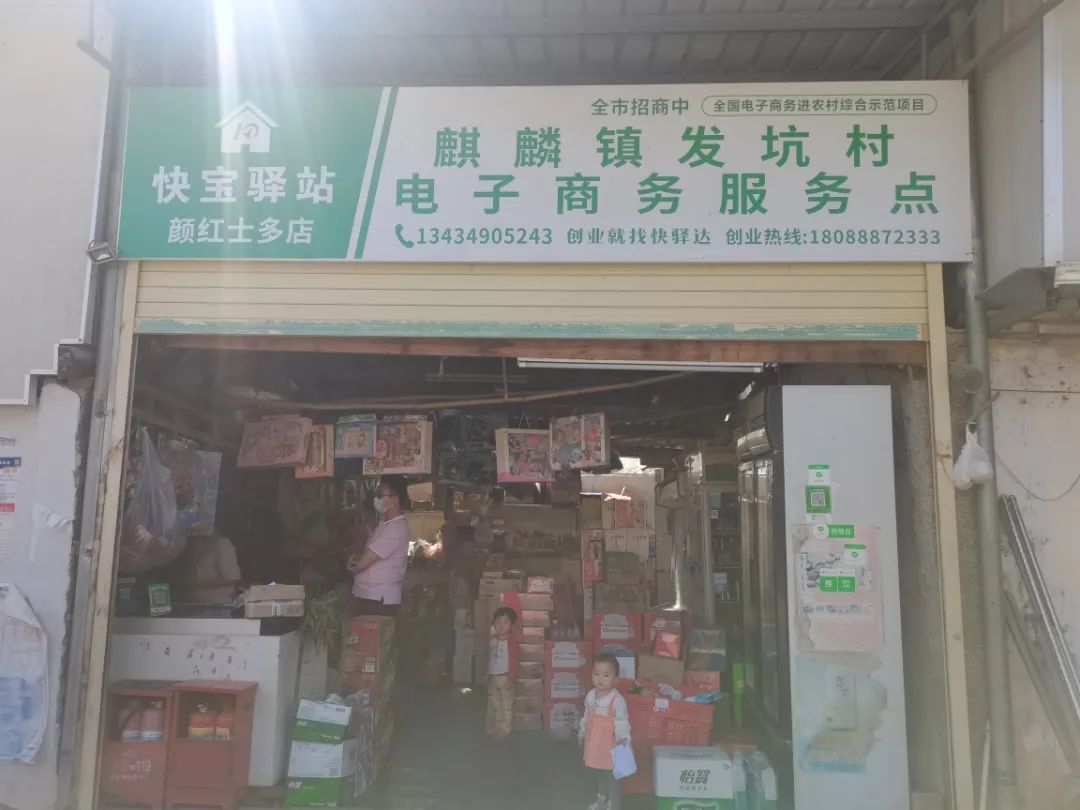 全市招商中 全国电子商务进农村综合示范项目
麒麟镇发坑村
电子商务服务点
13434905243 创业就找快驿达 创业热线:18088872333
快宝驿站
颜红士多店
119
怡宝